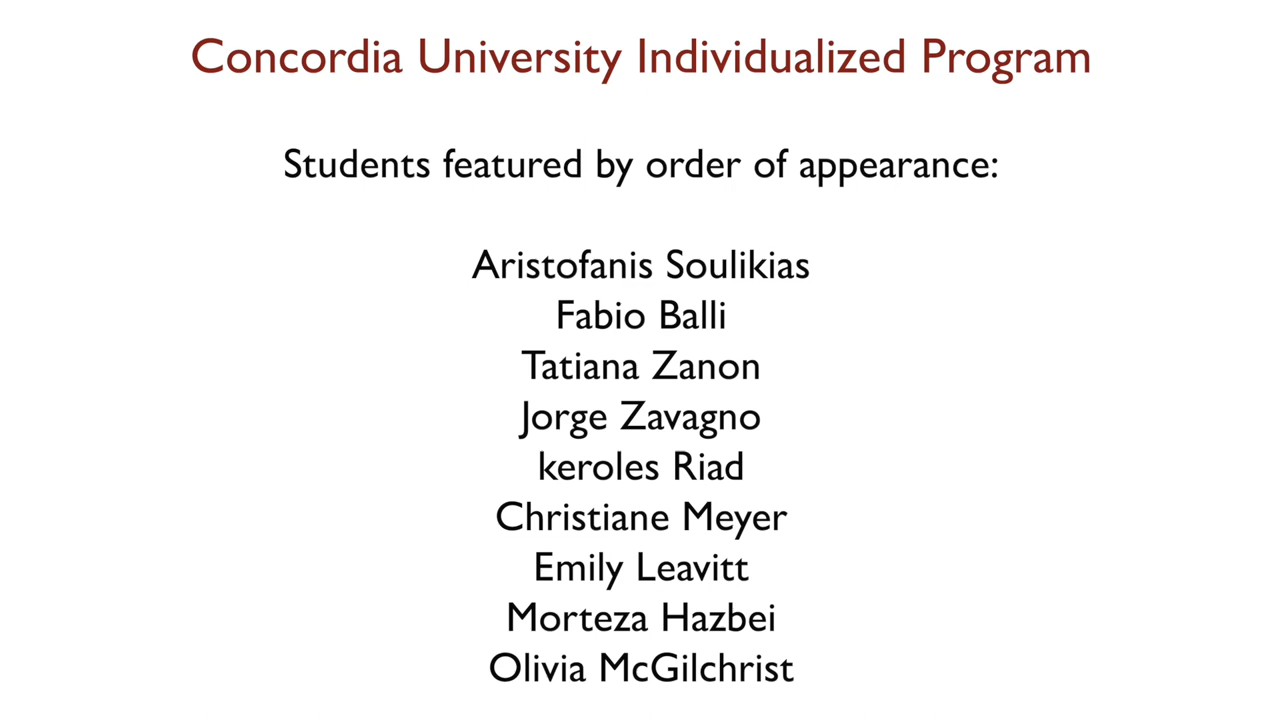 Concordia University Individualized Program
Students featured by order of appearance:
Aristofanis Soulikias
Fabio Balli
Tatiana Zanon
Jorge Zavagno
keroles Riad
Christiane Meyer
Emily Leavitt
Morteza Hazbei
Olivia McGilchrist